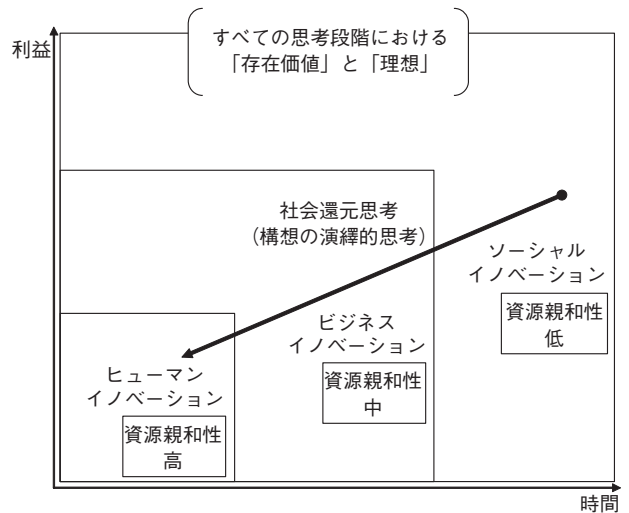 すべての思考段階における
「存在価値」と「理想」
利益
社会還元思考
（構想の演繹的思考）
ソーシャル
イノベーション
資源親和性
低
ビジネス
イノベーション
資源親和性
中
ヒューマン
イノベーション
資源親和性
高
時間